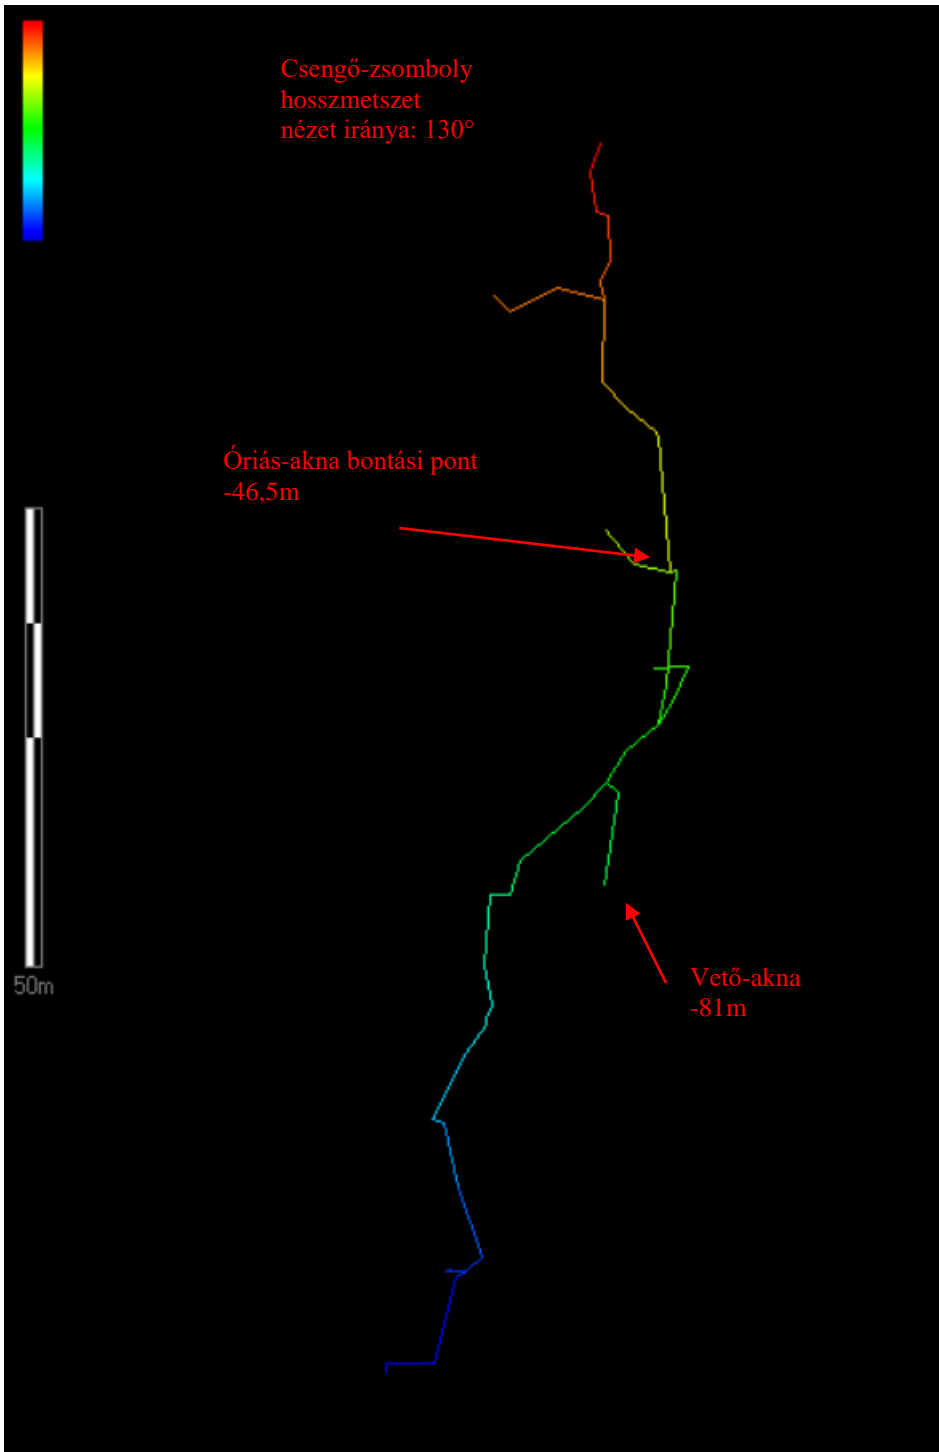 Csengő-zsomboly
hosszmetszet
nézet iránya: 130°
Óriás-akna bontási pont
-46,5m
50m
Vető-akna
-81m